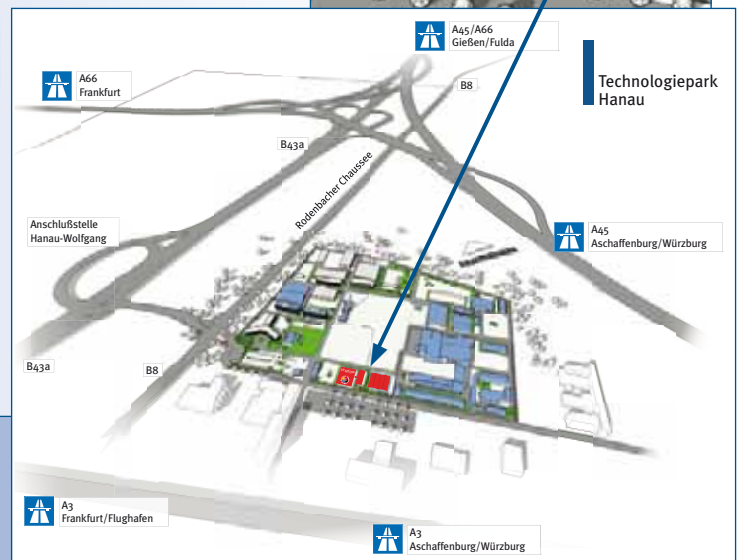 A45/A66
Gießen/Fulda
A66
Frankfurt
B8
Technologiepark
Hanau
B43a
Rodenbacher Chaussee
Anschlußstelle
Hanau-Wolfgang
A45
Aschaffenburg/Würzburg
B43a
B8
A3
Frankfurt/Flughafen
A3
Aschaffenburg/Würzburg